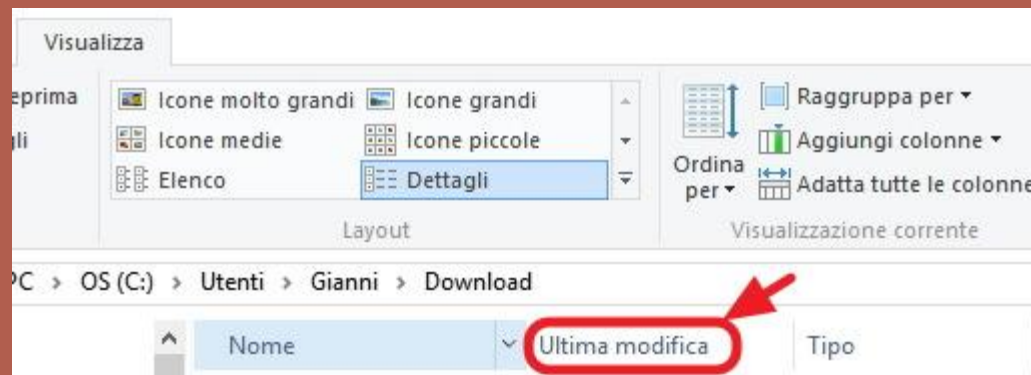 Visualizza
eprima
Icone molto grandi
Icone grandi
Raggruppa per
gli
Icone medie
Icone piccole
Aggiungi colonne
Ordina per
Elenco
Dettagli
Adatta tutte le colonne
Layout
Visualizzazione corrente
PC > OS (C:) > Utenti > Gianni > Download
Nome
Ultima modifica
Tipo